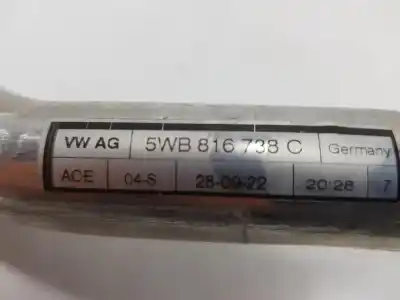 VW AG 5WB 816 738 C Germany
ACE 04-S 28-09-22 20:28 7